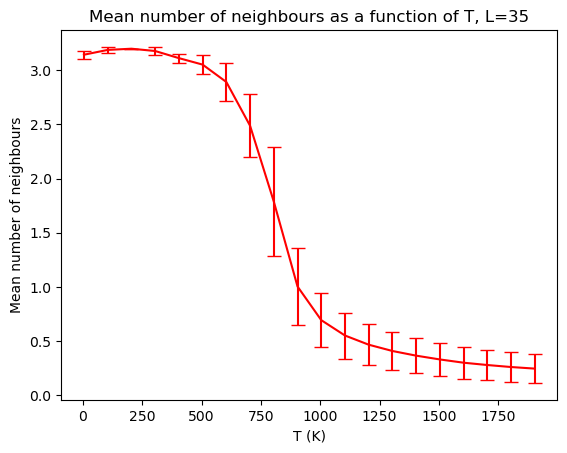 Mean number of neighbours as a function of T, L=35
Mean number of neighbours
3.0
2.5
2.0
1.5
1.0
0.5
0.0
0 250 500 750 1000 1250 1500 1750
T (K)